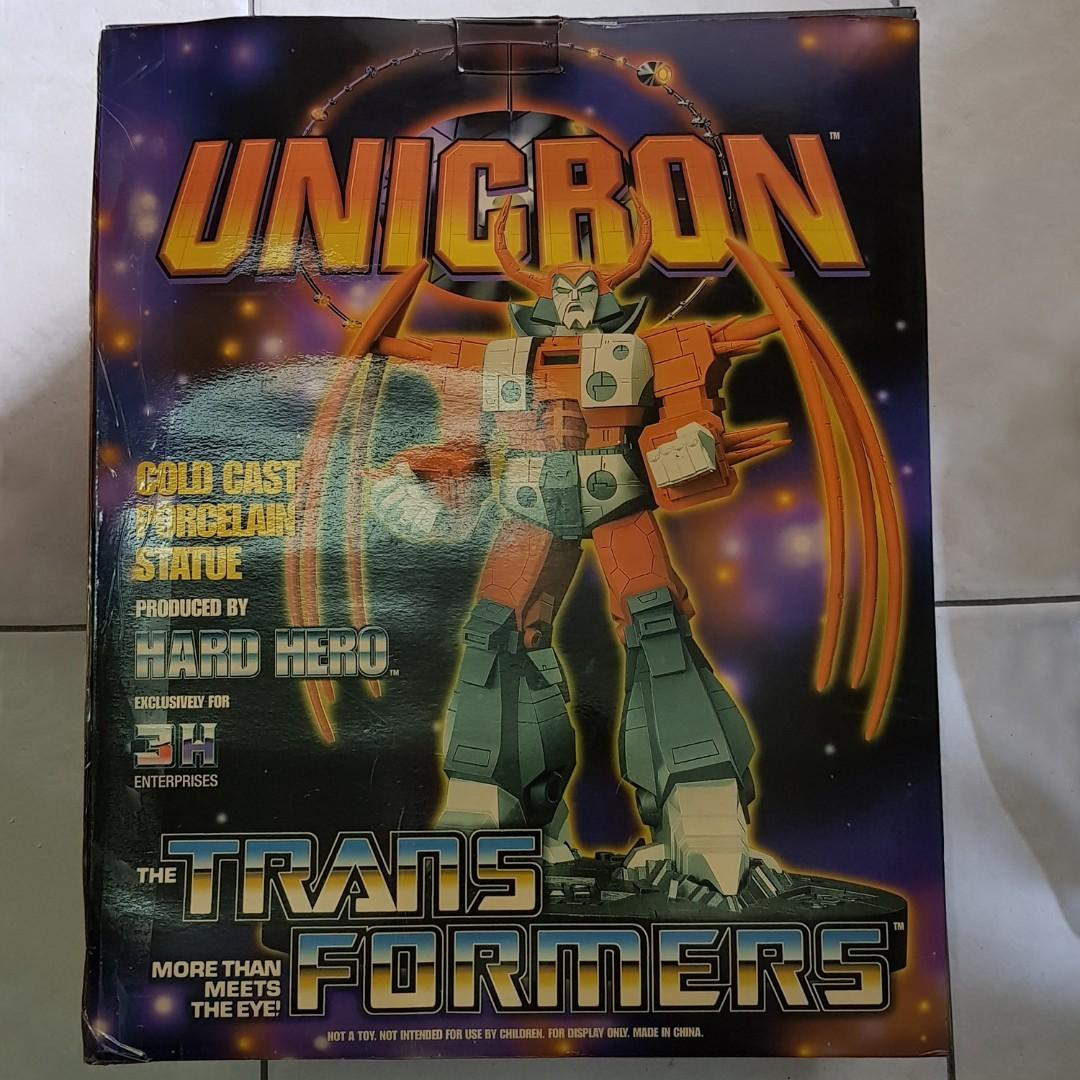 UNICRON™
COLD CAST
PORCELAIN
STATUE
PRODUCED BY
HARD HERO™
EXCLUSIVELY FOR
3H
ENTERPRISES
THE TRANS
FORMERS™
MORE THAN
MEETS
THE EYE!
NOT A TOY. NOT INTENDED FOR USE BY CHILDREN. FOR DISPLAY ONLY. MADE IN CHINA.